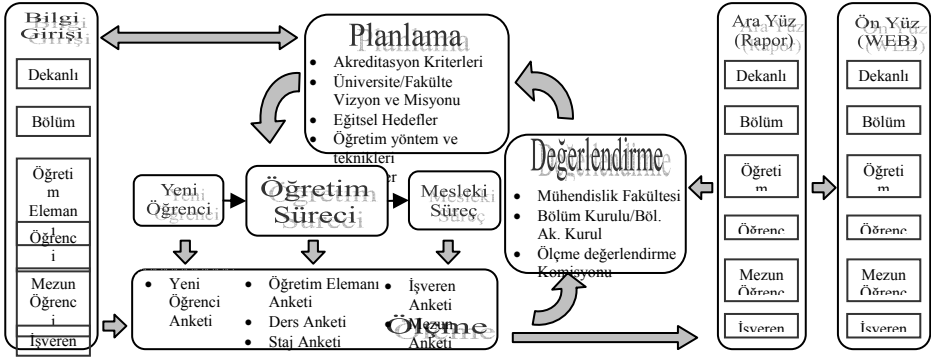 Bilgi
Girişi
Dekanlı
Bölüm
Öğreti
m
Eleman
ı
Öğrenc
i
Mezun
Öğrenc
i
İşveren
Planlama
• Akreditasyon Kriterleri
• Üniversite/Fakülte
Vizyon ve Misyonu
• Eğitsel Hedefler
• Öğretim yöntem ve
teknikleri
Yeni
Öğrenci
Öğretim
Süreci
Mesleki
Süreç
Değerlendirme
• Mühendislik Fakültesi
• Bölüm Kurulu/Böl.
Ak. Kurul
• Ölçme değerlendirme
Komisyonu
• Yeni
Öğrenci
Anketi
• Öğretim Elemanı
Anketi
• Ders Anketi
• Staj Anketi
• İşveren
Anketi
• Mezun
Anketi
Ölçme
Ara Yüz
(Rapor)
Dekanlı
Bölüm
Öğreti
m
Öğrenc
Mezun
Öğrenc
İşveren
Ön Yüz
(WEB)
Dekanlı
Bölüm
Öğreti
m
Öğrenc
Mezun
Öğrenc
İşveren